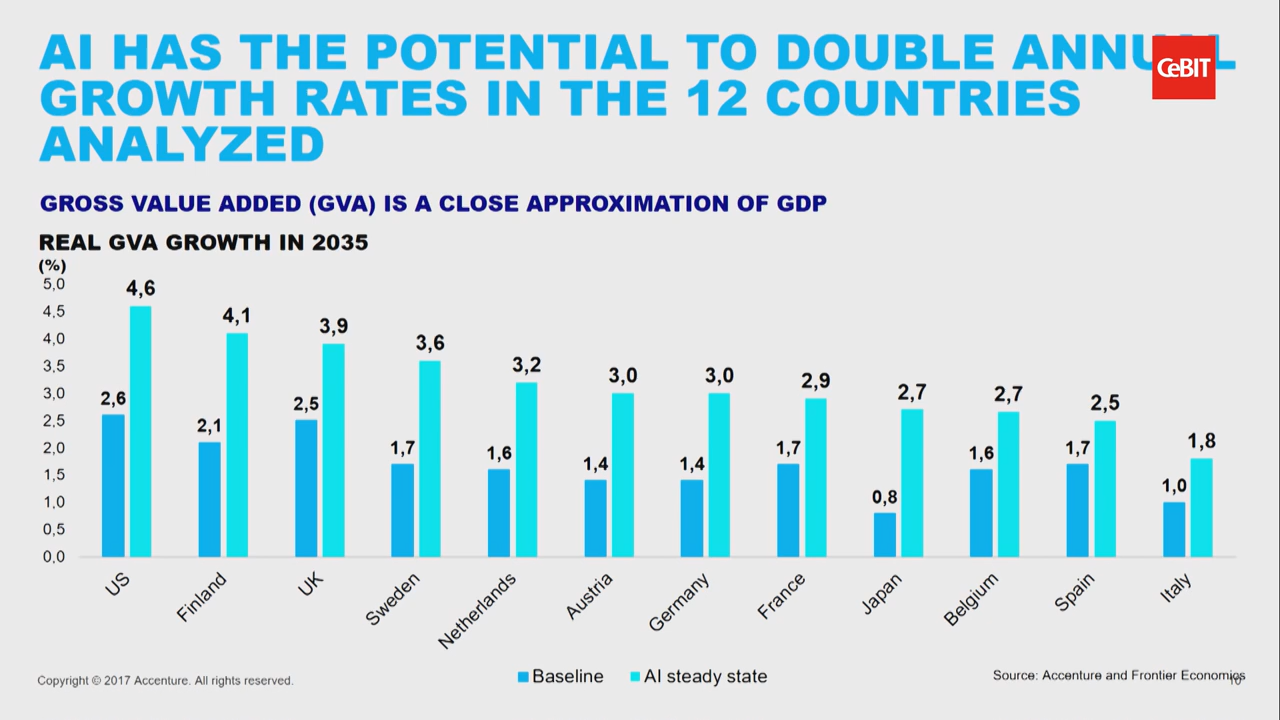 AI HAS THE POTENTIAL TO DOUBLE ANNUAL
GROWTH RATES IN THE 12 COUNTRIES
ANALYZED
CeBIT
GROSS VALUE ADDED (GVA) IS A CLOSE APPROXIMATION OF GDP
REAL GVA GROWTH IN 2035
(%)
5,0
4,5
4,0
3,5
3,0
2,5
2,0
1,5
1,0
0,5
0,0
2,6 4,6
2,1 4,1
2,5 3,9
1,7 3,6
1,6 3,2
1,4 3,0
1,4 3,0
1,7 2,9
0,8 2,7
1,6 2,7
1,7 2,5
1,0 1,8
US
Finland
UK
Sweden
Netherlands
Austria
Germany
France
Japan
Belgium
Spain
Italy
Baseline AI steady state
Copyright © 2017 Accenture. All rights reserved.
Source: Accenture and Frontier Economics
10